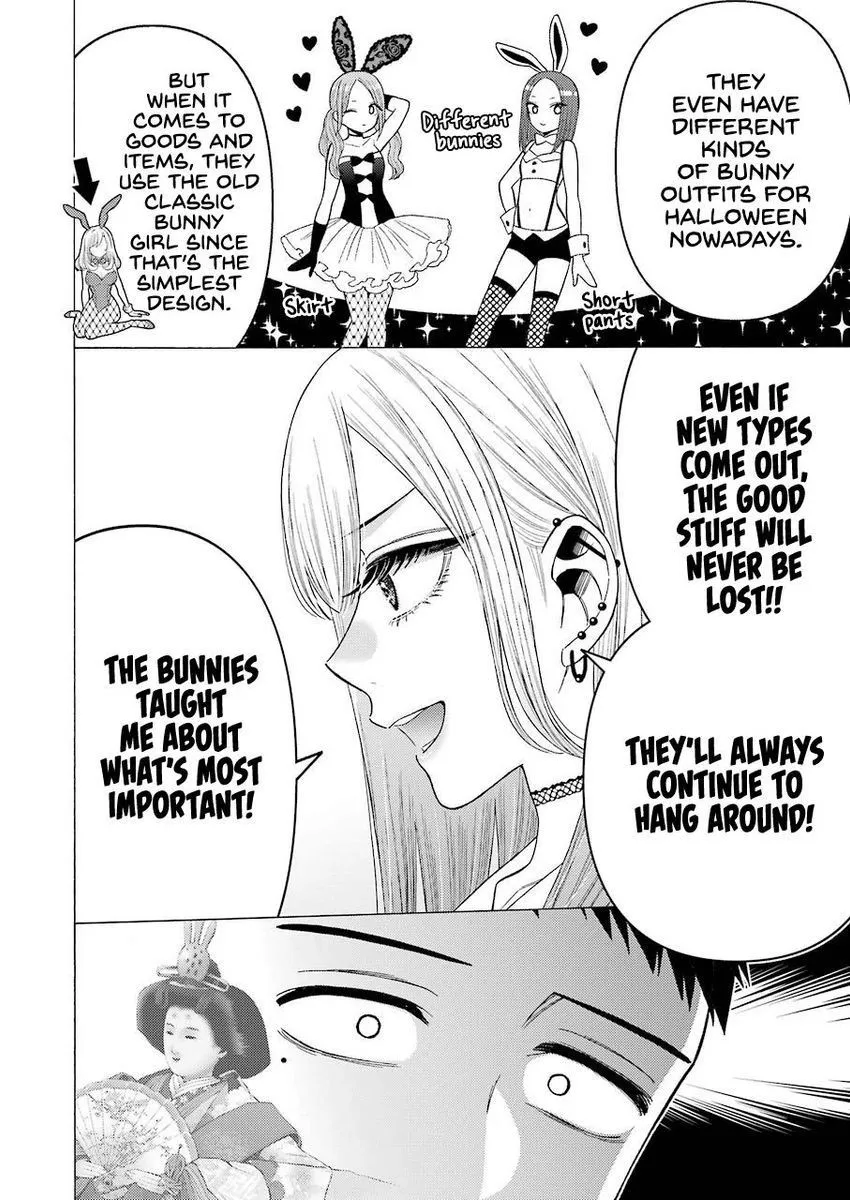 THEY
EVEN HAVE
DIFFERENT
KINDS
OF BUNNY
OUTFITS FOR
HALLOWEEN
NOWADAYS.
Different
bunnies
Short
pants
Skirt
BUT
WHEN IT
COMES TO
GOODS AND
ITEMS, THEY
USE THE OLD
CLASSIC
BUNNY
GIRL SINCE
THAT'S THE
SIMPLEST
DESIGN.
EVEN IF
NEW TYPES
COME OUT,
THE GOOD
STUFF WILL
NEVER BE
LOST!!
THEY'LL ALWAYS
CONTINUE TO
HANG AROUND!
THE BUNNIES
TAUGHT
ME ABOUT
WHAT'S MOST
IMPORTANT!